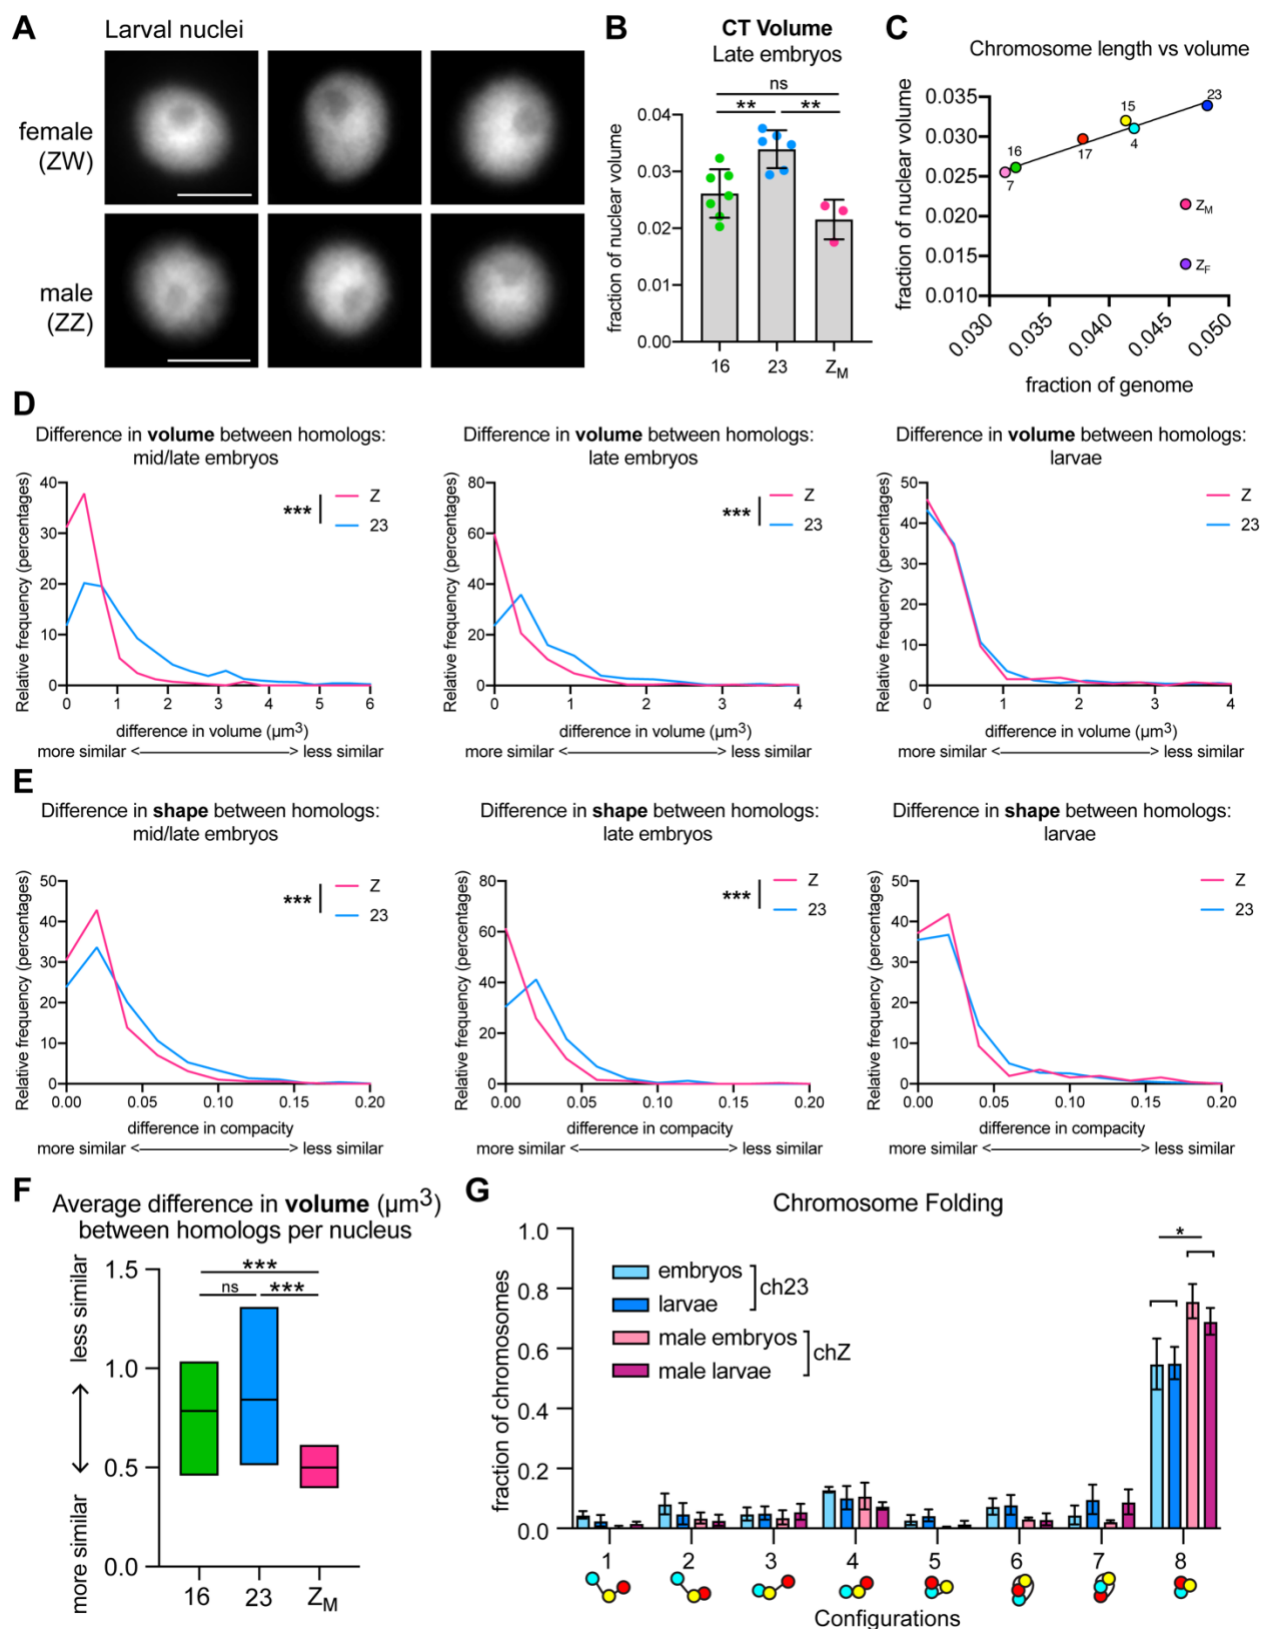 A
Larval nuclei
female
(ZW)
male
(ZZ)
B
CT Volume
Late embryos
ns
** **
fraction of nuclear volume
0.04
0.03
0.02
0.01
0.00
16 23 ZM
C
Chromosome length vs volume
fraction of nuclear volume
0.035
0.030
0.025
0.020
0.015
0.010
23
15
4
17
16
7
ZM
ZF
0.030 0.035 0.040 0.045 0.050
fraction of genome
D
Difference in volume between homologs:
mid/late embryos
Relative frequency (percentages)
40
30
20
10
0
*** Z
23
0 1 2 3 4 5 6
difference in volume (µm3)
more similar <——————> less similar
Difference in volume between homologs:
late embryos
Relative frequency (percentages)
80
60
40
20
0
*** Z
23
0 1 2 3 4
difference in volume (µm3)
more similar <——————> less similar
Difference in volume between homologs:
larvae
Relative frequency (percentages)
50
40
30
20
10
0
Z
23
0 1 2 3 4
difference in volume (µm3)
more similar <——————> less similar
E
Difference in shape between homologs:
mid/late embryos
Relative frequency (percentages)
50
40
30
20
10
0
*** Z
23
0.00 0.05 0.10 0.15 0.20
difference in compacity
more similar <——————> less similar
Difference in shape between homologs:
late embryos
Relative frequency (percentages)
80
60
40
20
0
*** Z
23
0.00 0.05 0.10 0.15 0.20
difference in compacity
more similar <——————> less similar
Difference in shape between homologs:
larvae
Relative frequency (percentages)
50
40
30
20
10
0
Z
23
0.00 0.05 0.10 0.15 0.20
difference in compacity
more similar <——————> less similar
F
Average difference in volume (µm3)
between homologs per nucleus
less similar
more similar
1.5
1.0
0.5
0.0
***
ns ***
16 23 ZM
G
Chromosome Folding
fraction of chromosomes
1.0
0.8
0.6
0.4
0.2
0.0
embryos
larvae
ch23
male embryos
male larvae
chZ
*
1 2 3 4 5 6 7 8
Configurations